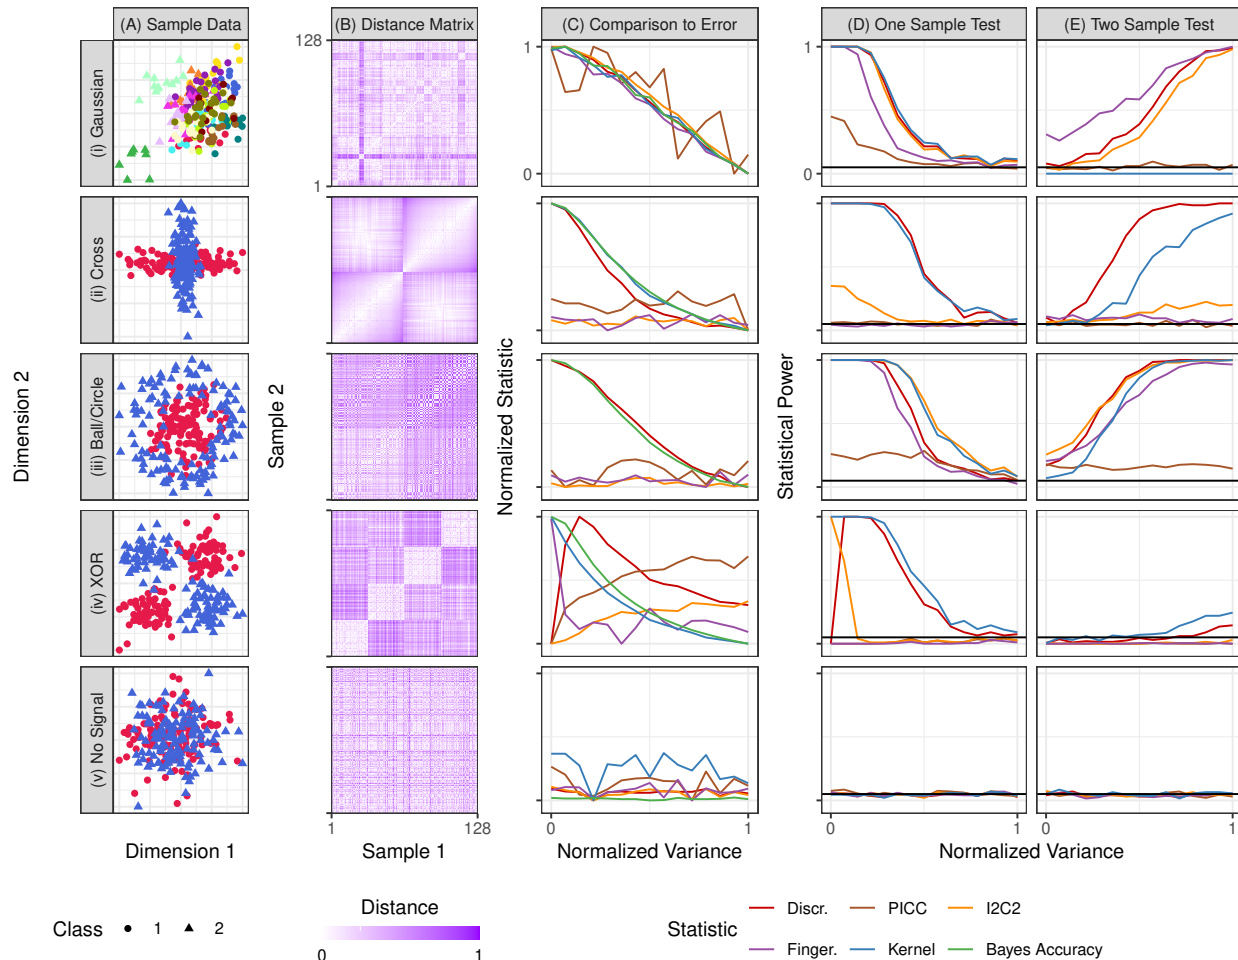 (A) Sample Data
(B) Distance Matrix
(C) Comparison to Error
(D) One Sample Test
(E) Two Sample Test
(i) Gaussian
(ii) Cross
(iii) Ball/Circle
(iv) XOR
(v) No Signal
Dimension 2
Dimension 1
128
1
Sample 2
1
128
Sample 1
1
0
Normalized Statistic
0
1
Normalized Variance
1
0
Statistical Power
0
1
0
1
Normalized Variance
Class 1 2
Distance
0 1
Statistic
Discr. PICC I2C2
Finger. Kernel Bayes Accuracy